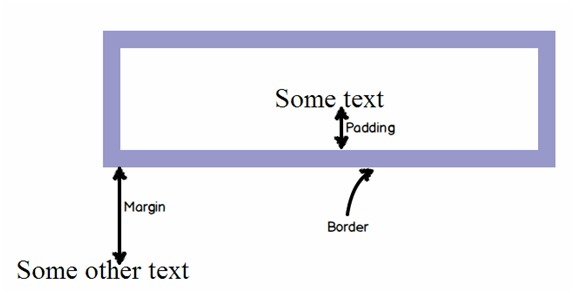 Some text
Padding
Margin
Border
Some other text